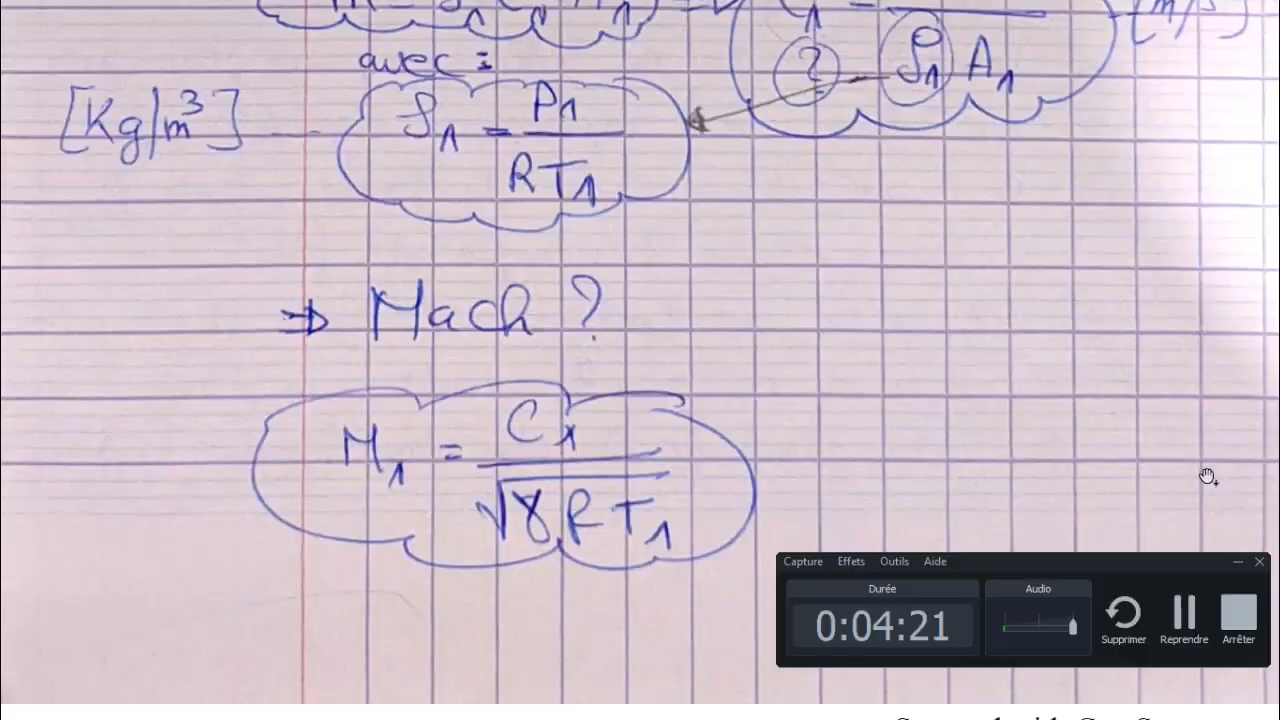 avec :
[Kg/m³] ρ₁ = P₁ / RT₁
? ρ₁ A₁
⇒ Mach ?
M₁ = C₁ / √γRT₁
Capture Effets Outils Aide
Durée Audio
0:04:21
Supprimer Reprendre Arrêter